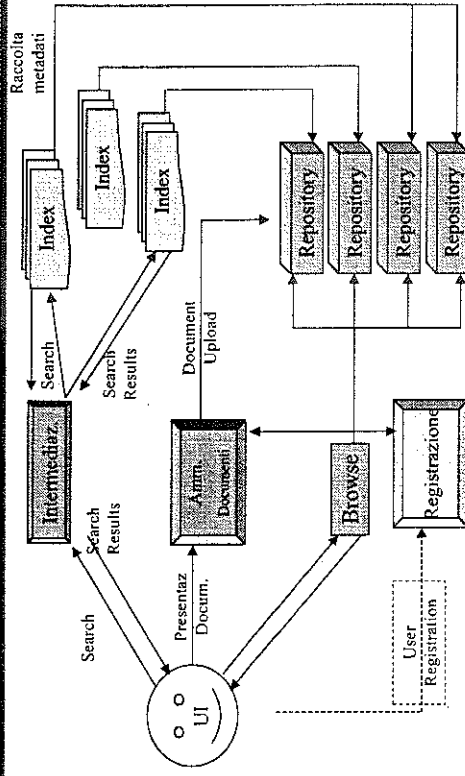 Raccolta
metadati
Index
Index
Index
Search
Search
Results
Intermediaz.
Search
Search
Results
UI
Presentaz
Docum.
Amm.
Documenti
Document
Upload
Browse
Repository
Repository
Repository
Repository
Registrazione
User
Registration